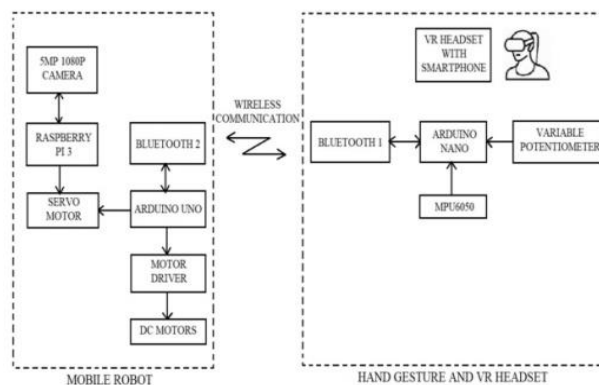 5MP 1080P
CAMERA
RASPBERRY
PI 3
SERVO
MOTOR
BLUETOOTH 2
ARDUINO UNO
MOTOR
DRIVER
DC MOTORS
MOBILE ROBOT
WIRELESS
COMMUNICATION
VR HEADSET
WITH
SMARTPHONE
BLUETOOTH 1
ARDUINO
NANO
VARIABLE
POTENTIOMETER
MPU6050
HAND GESTURE AND VR HEADSET